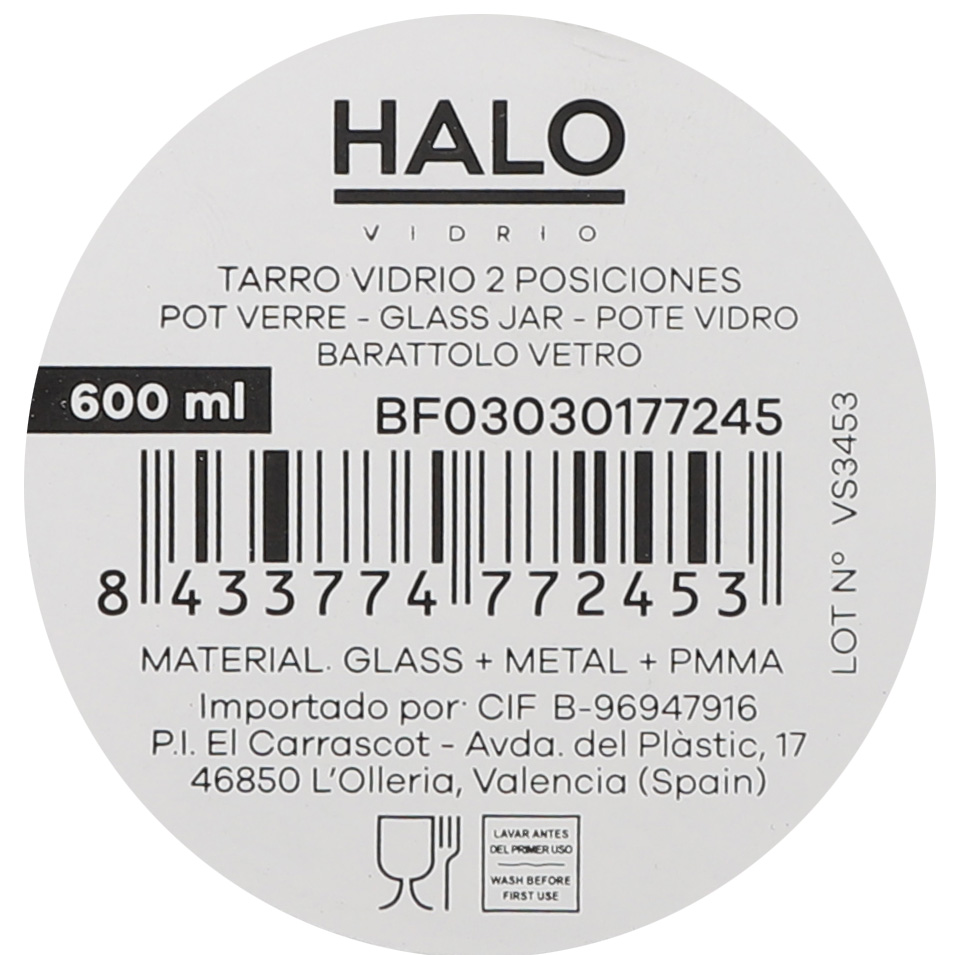 HALO
VIDRIO
TARRO VIDRIO 2 POSICIONES
POT VERRE - GLASS JAR - POTE VIDRO
BARATTOLO VETRO
600 ml
BF03030177245
8 433774 772453
LOT Nº VS3453
MATERIAL. GLASS + METAL + PMMA
Importado por· CIF B-96947916
P.I. El Carrascot - Avda. del Plàstic, 17
46850 L'Olleria, Valencia (Spain)
LAVAR ANTES
DEL PRIMER USO
WASH BEFORE
FIRST USE